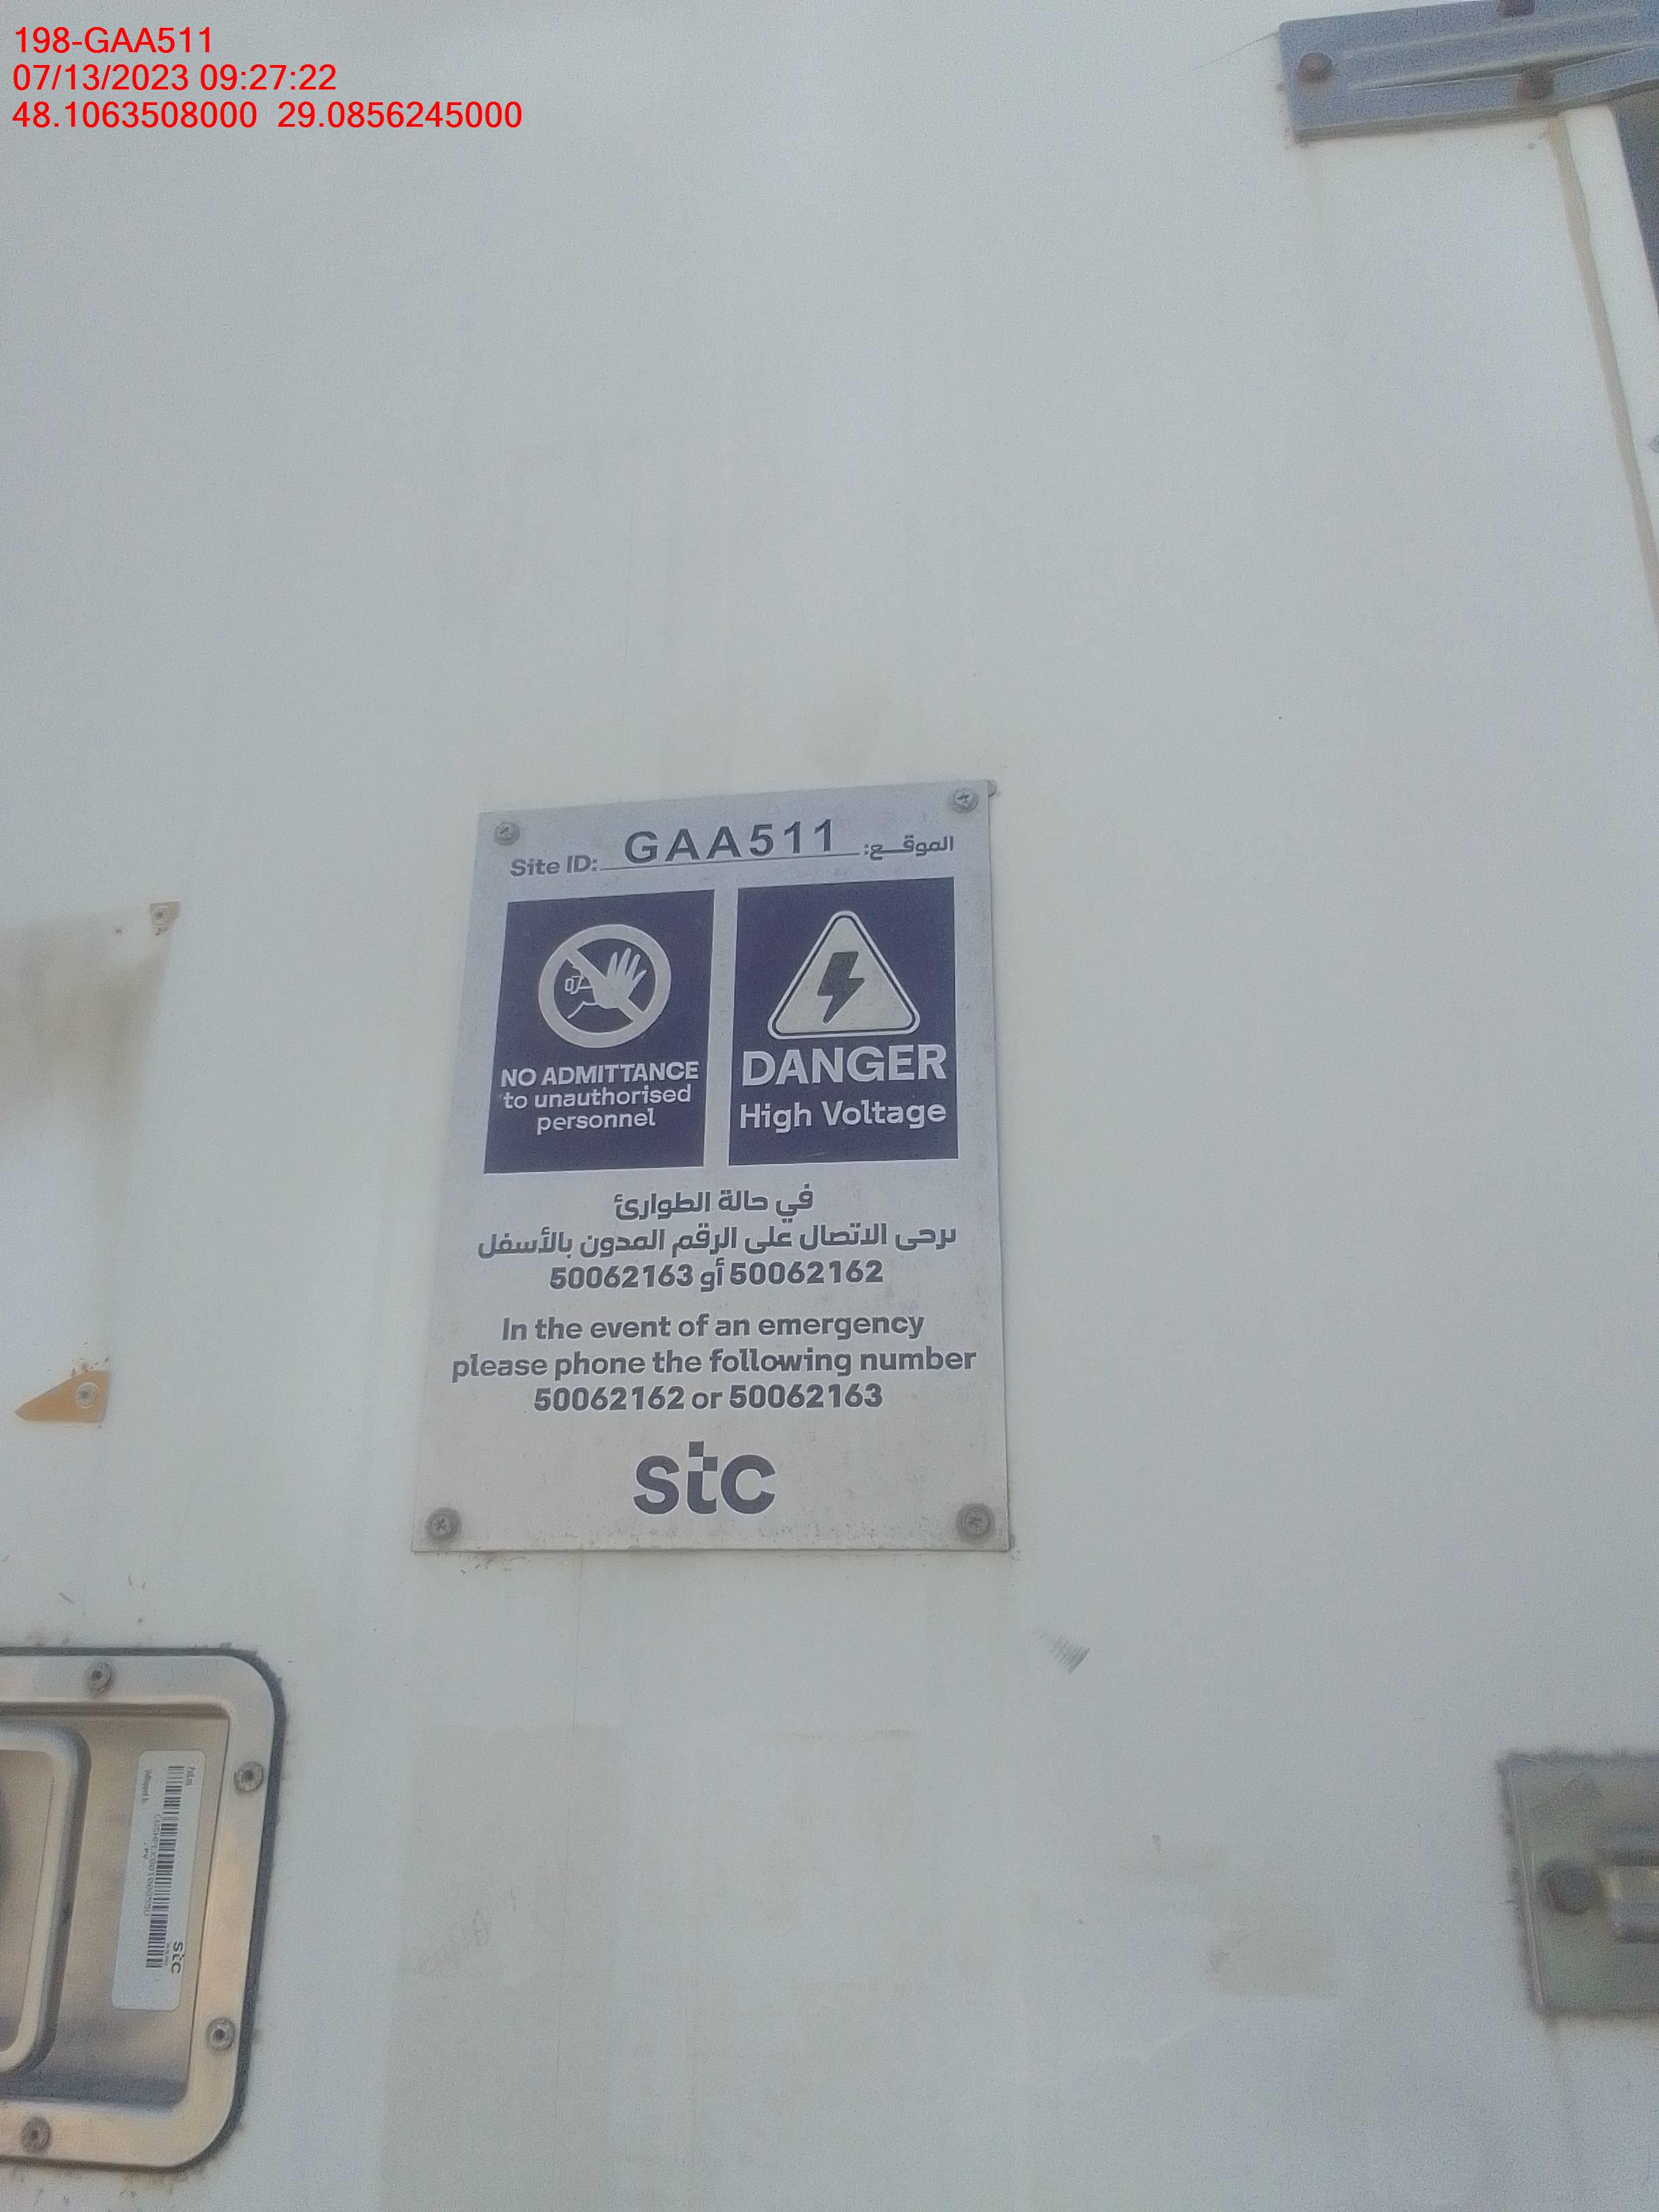 198-GAA511
07/13/2023 09:27:22
48.1063508000 29.0856245000
Site ID: GAA511 الموقع:
NO ADMITTANCE
to unauthorised
personnel
DANGER
High Voltage
في حالة الطوارئ
يرجى الاتصال على الرقم المدون بالأسفل
50062162 أو 50062163
In the event of an emergency
please phone the following number
50062162 or 50062163
stc
stc